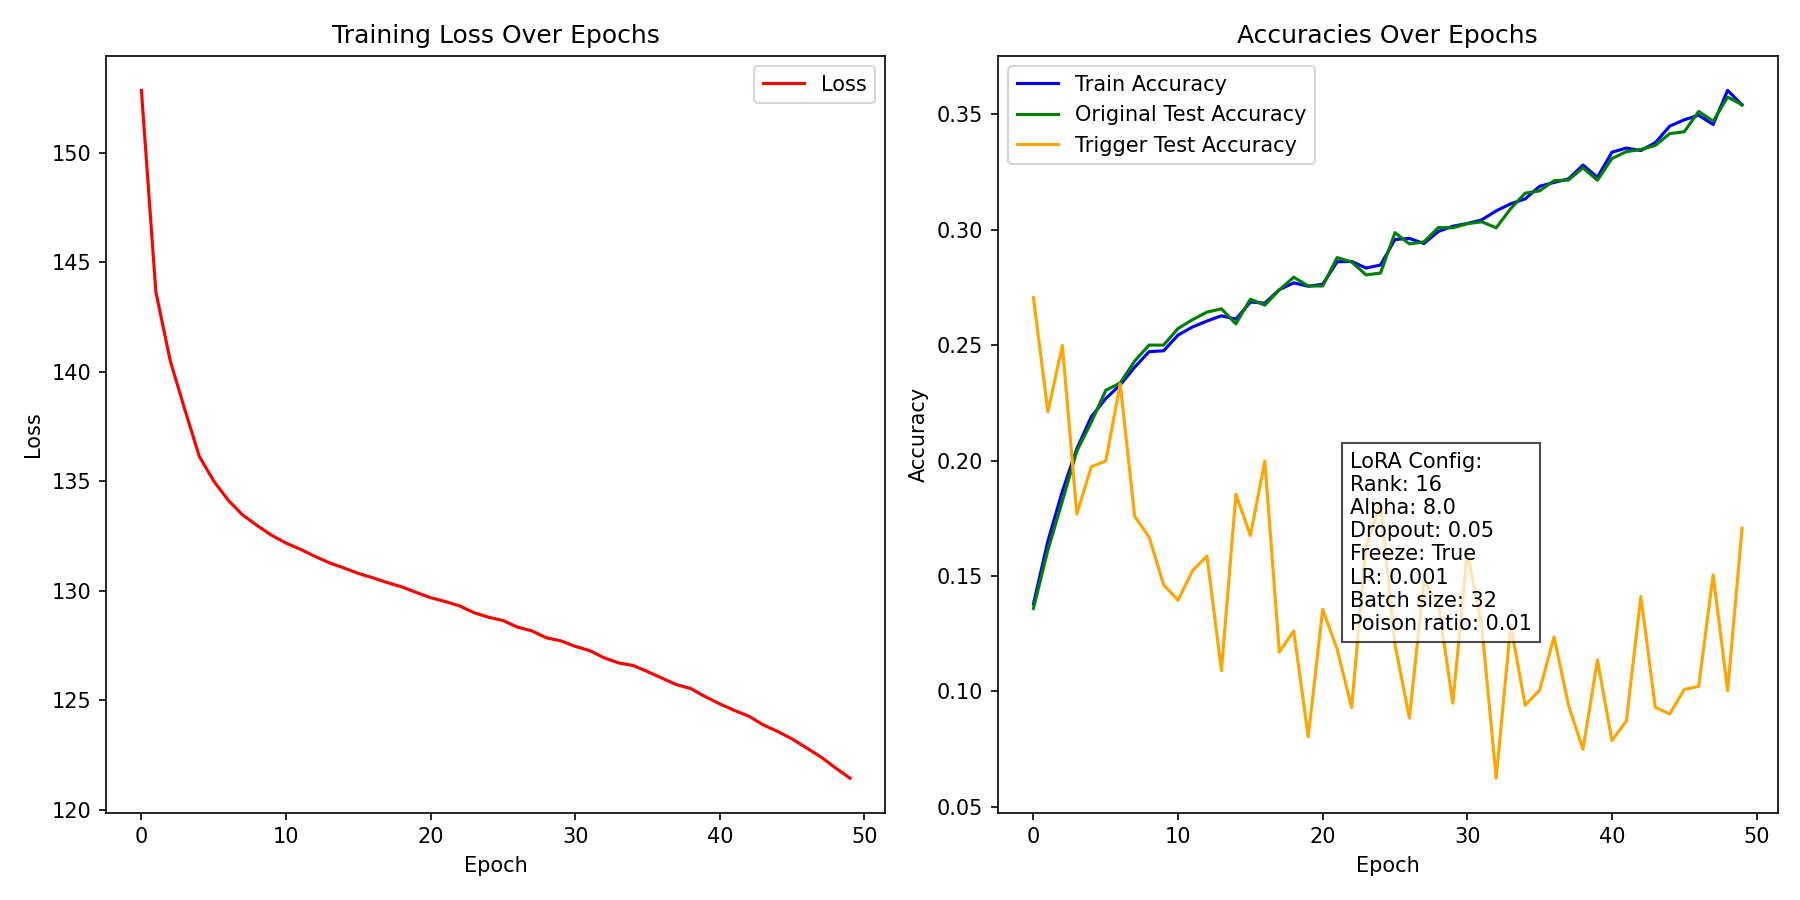 Training Loss Over Epochs
Loss
150
145
140
135
130
125
120
Loss
0
10
20
30
40
50
Epoch
Accuracies Over Epochs
Train Accuracy
Original Test Accuracy
Trigger Test Accuracy
0.35
0.30
0.25
0.20
0.15
0.10
0.05
Accuracy
LoRA Config:
Rank: 16
Alpha: 8.0
Dropout: 0.05
Freeze: True
LR: 0.001
Batch size: 32
Poison ratio: 0.01
0
10
20
30
40
50
Epoch